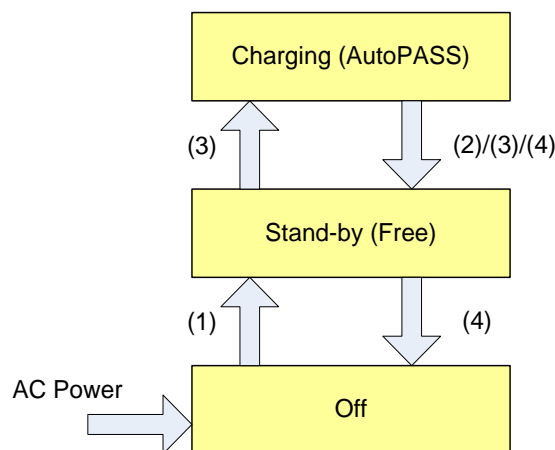 Charging (AutoPASS)
(3)
(2)/(3)/(4)
Stand-by (Free)
(1)
(4)
AC Power
Off